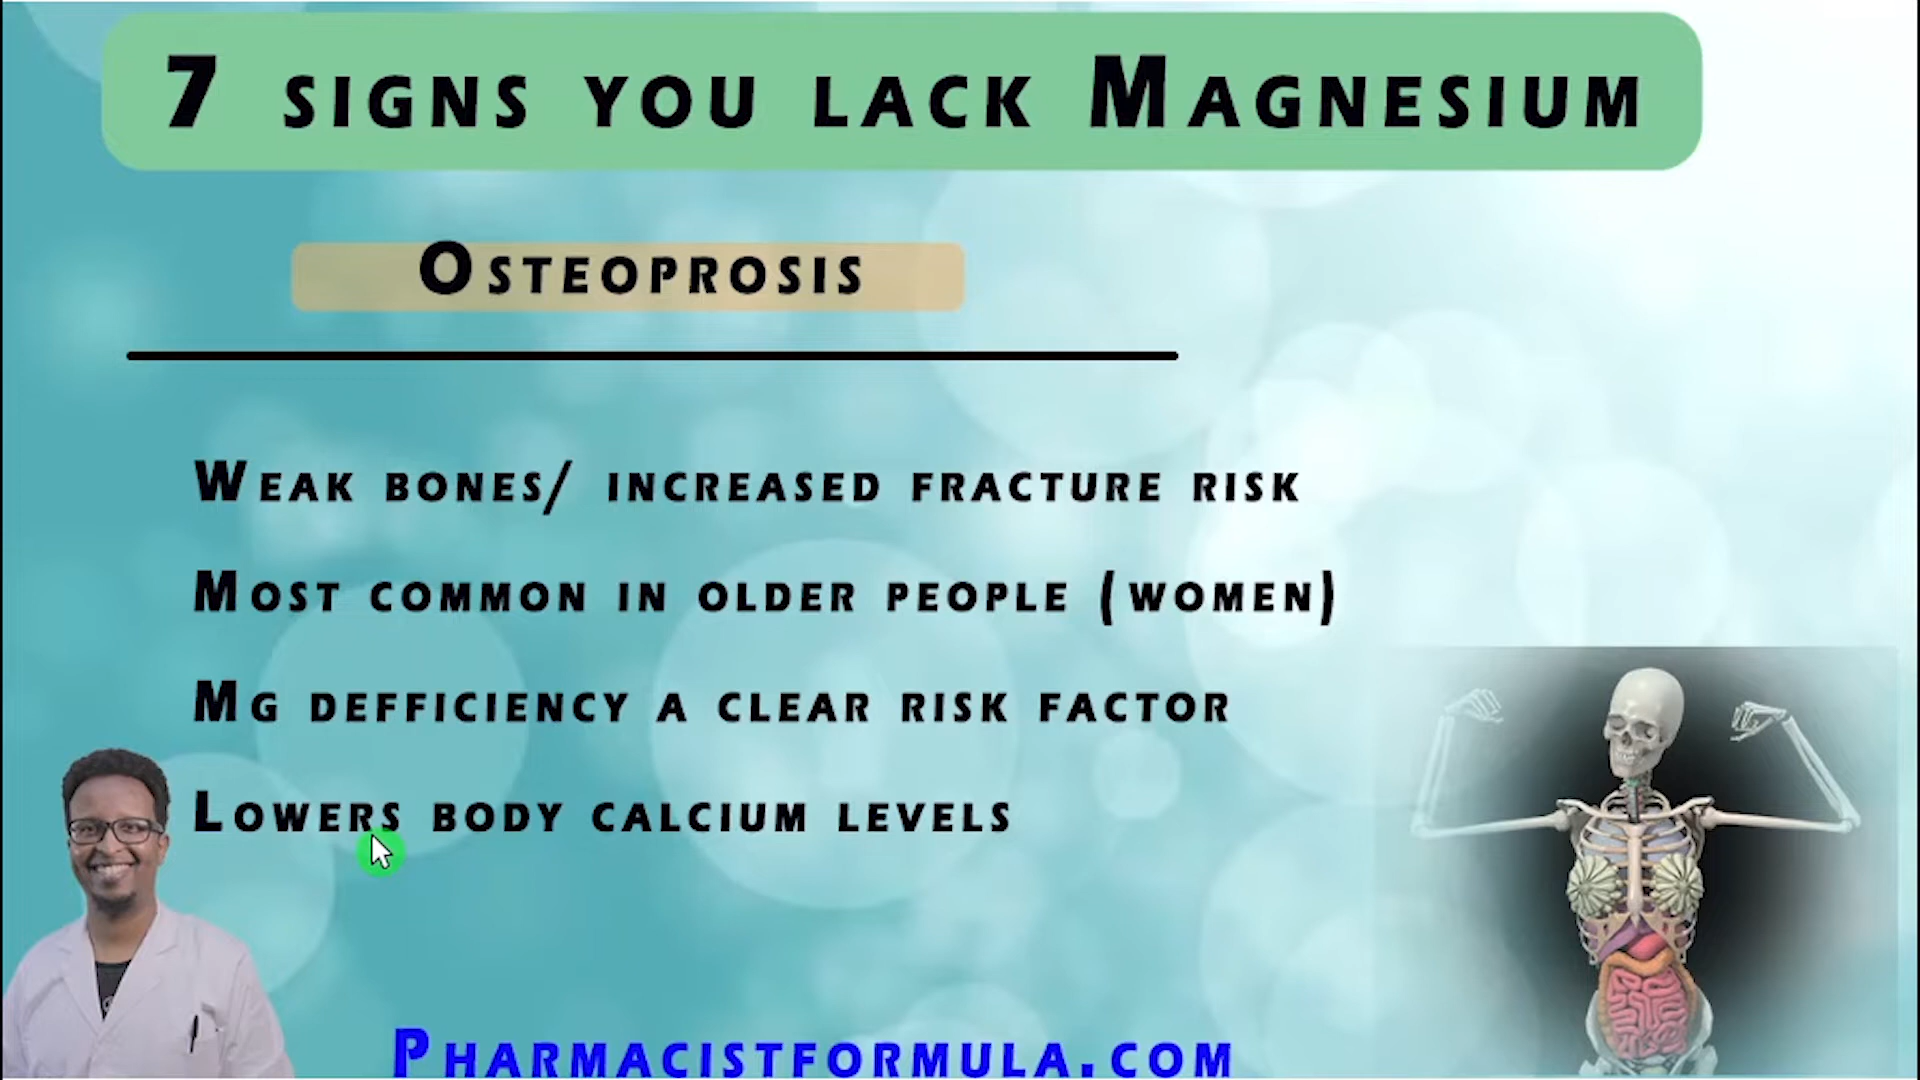 7 signs you lack Magnesium
Osteoprosis
Weak bones/ increased fracture risk
Most common in older people (women)
Mg defficiency a clear risk factor
Lowers body calcium levels
Pharmacistformula.com